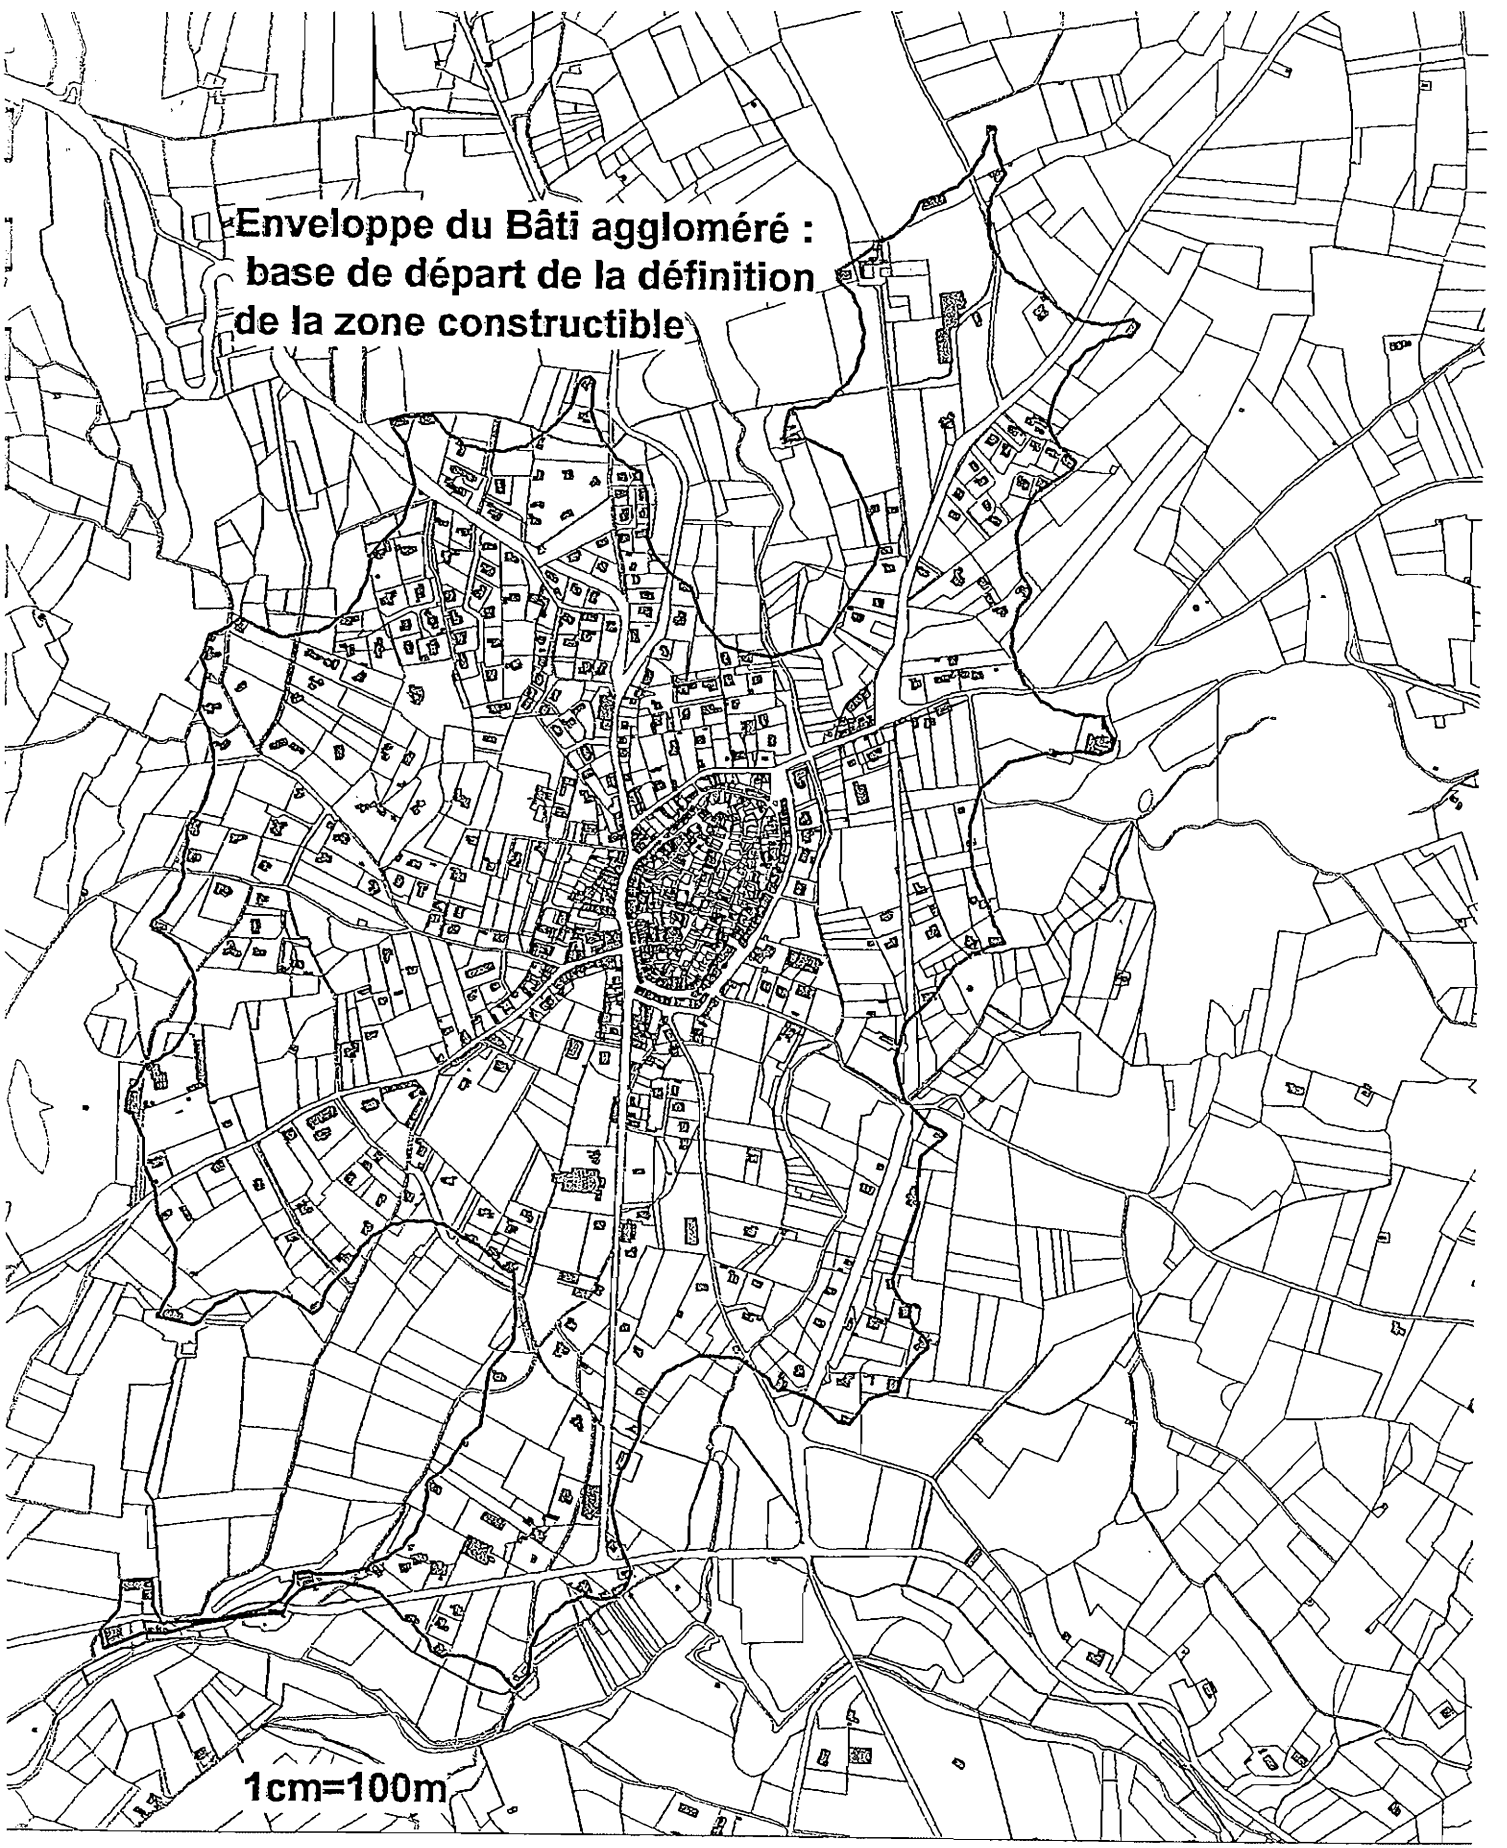 Enveloppe du Bâti aggloméré :
base de départ de la définition
de la zone constructible
1cm=100m